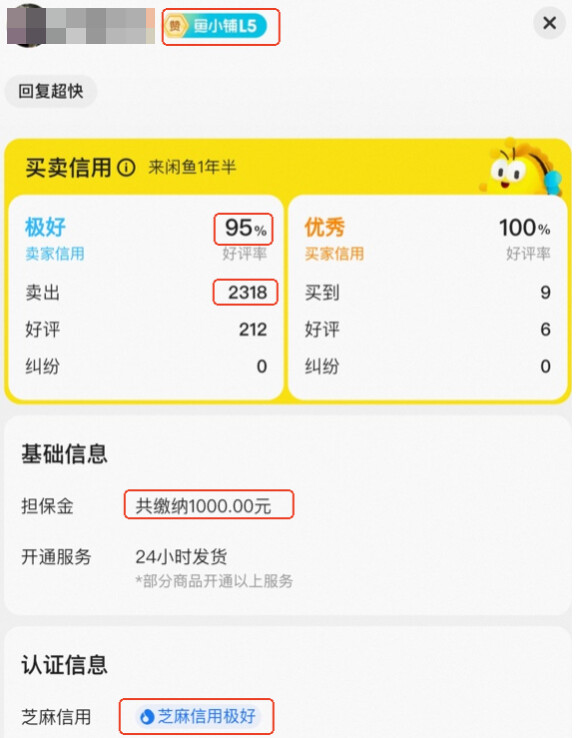 赞 鱼小铺L5
回复超快
买卖信用 来闲鱼1年半
极好 95%
卖家信用 好评率
卖出 2318
好评 212
纠纷 0
优秀 100%
买家信用 好评率
买到 9
好评 6
纠纷 0
基础信息
担保金 共缴纳1000.00元
开通服务 24小时发货
*部分商品开通以上服务
认证信息
芝麻信用 芝麻信用极好